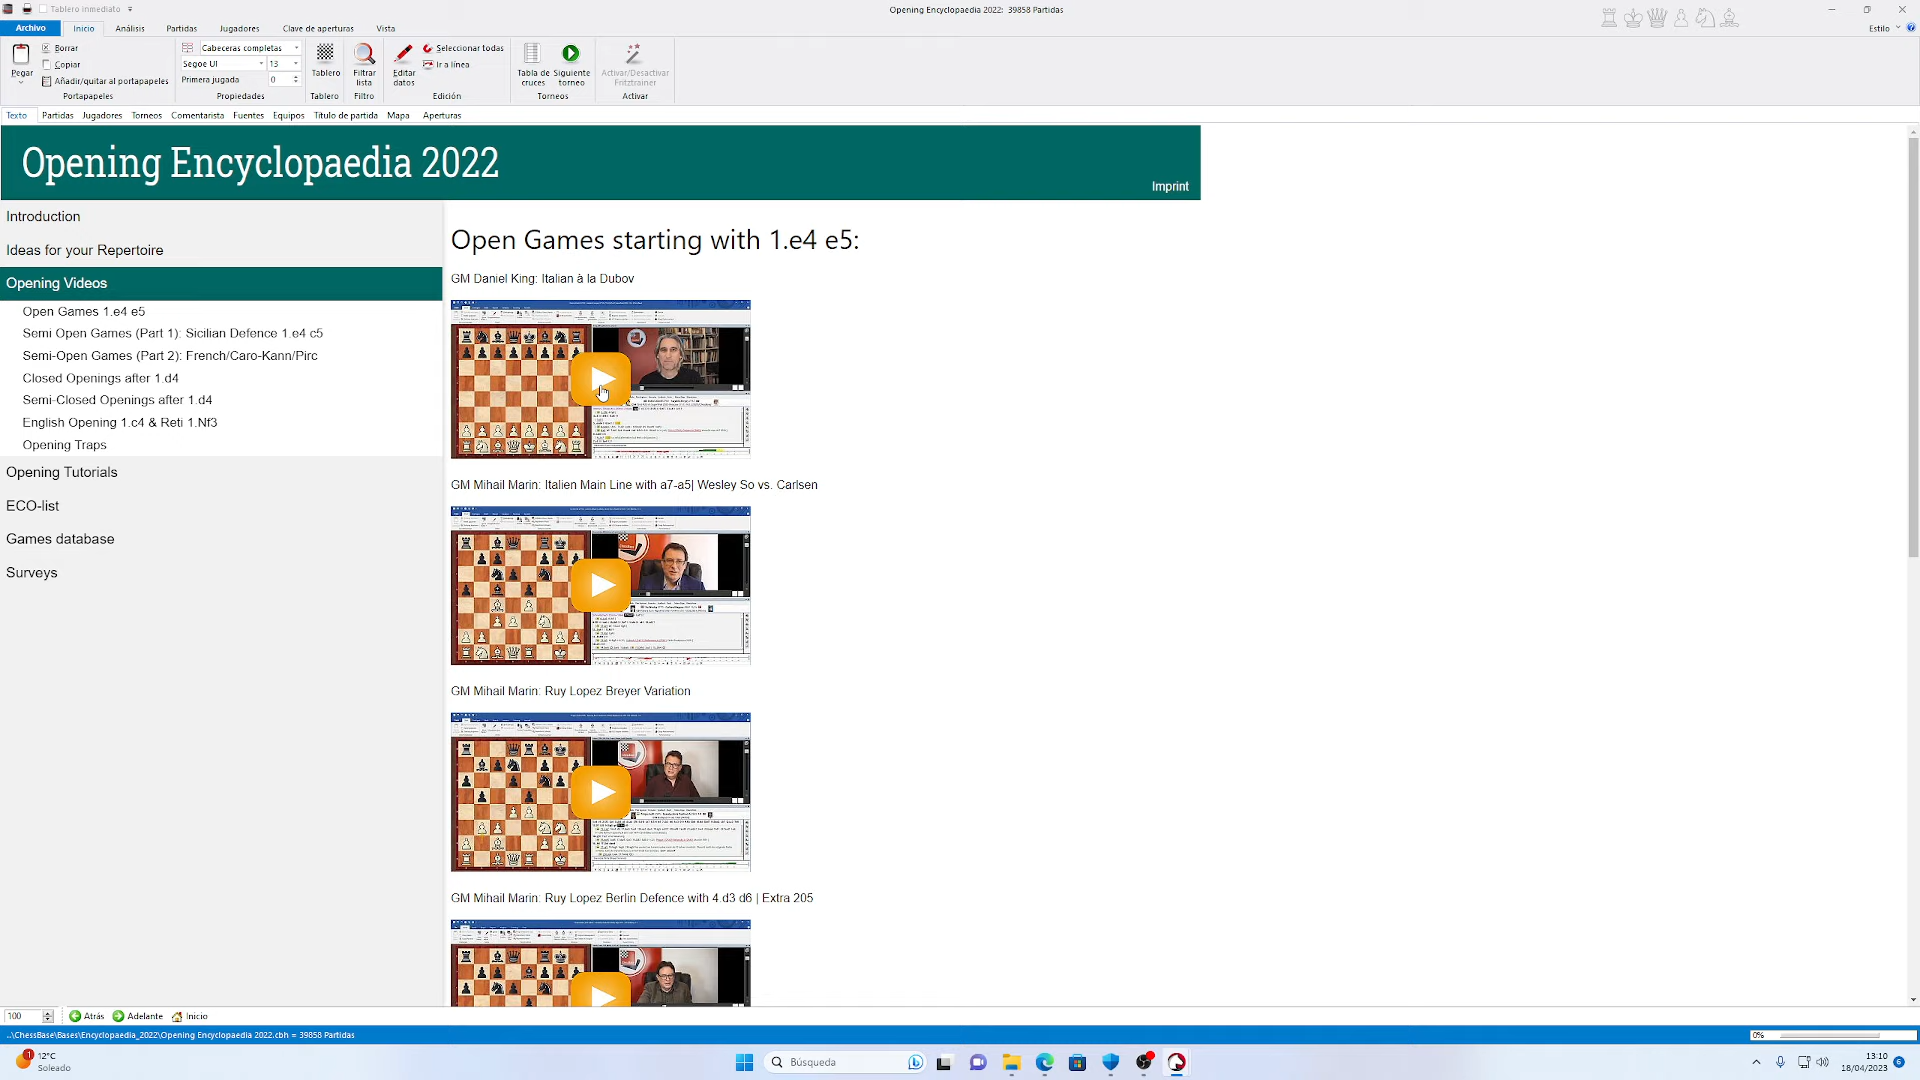 Tablero inmediato
Opening Encyclopaedia 2022: 39858 Partidas
Archivo Inicio Análisis Partidas Jugadores Clave de aperturas Vista Estilo
Pegar
Borrar
Copiar
Añadir/quitar al portapapeles
Portapapeles
Cabeceras completas
Segoe UI 13
Primera jugada 0
Propiedades
Tablero
Tablero
Filtrar lista
Filtro
Editar datos
Seleccionar todas
Ir a línea
Edición
Tabla de cruces
Siguiente torneo
Torneos
Activar/Desactivar Fritztrainer
Activar
Texto Partidas Jugadores Torneos Comentarista Fuentes Equipos Título de partida Mapa Aperturas
Opening Encyclopaedia 2022
Imprint
Introduction
Ideas for your Repertoire
Opening Videos
Open Games 1.e4 e5
Semi Open Games (Part 1): Sicilian Defence 1.e4 c5
Semi-Open Games (Part 2): French/Caro-Kann/Pirc
Closed Openings after 1.d4
Semi-Closed Openings after 1.d4
English Opening 1.c4 & Reti 1.Nf3
Opening Traps
Opening Tutorials
ECO-list
Games database
Surveys
Open Games starting with 1.e4 e5:
GM Daniel King: Italian à la Dubov
GM Mihail Marin: Italien Main Line with a7-a5| Wesley So vs. Carlsen
GM Mihail Marin: Ruy Lopez Breyer Variation
GM Mihail Marin: Ruy Lopez Berlin Defence with 4.d3 d6 | Extra 205
100 Atrás Adelante Inicio
..\ChessBase\Bases\Encyclopaedia_2022\Opening Encyclopaedia 2022.cbh = 39858 Partidas
0%
1
12°C
Soleado
Búsqueda
13:10
18/04/2023
6